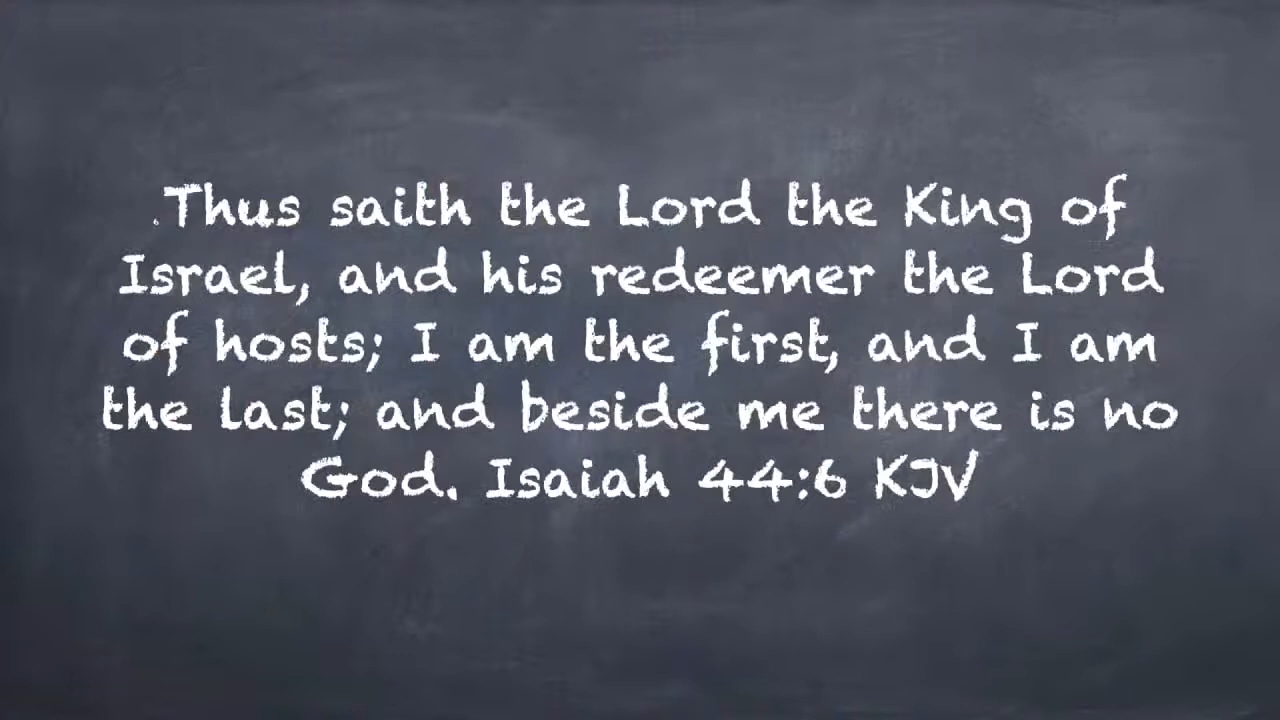 .Thus saith the Lord the King of
Israel, and his redeemer the Lord
of hosts; I am the first, and I am
the last; and beside me there is no
God. Isaiah 44:6 KJV